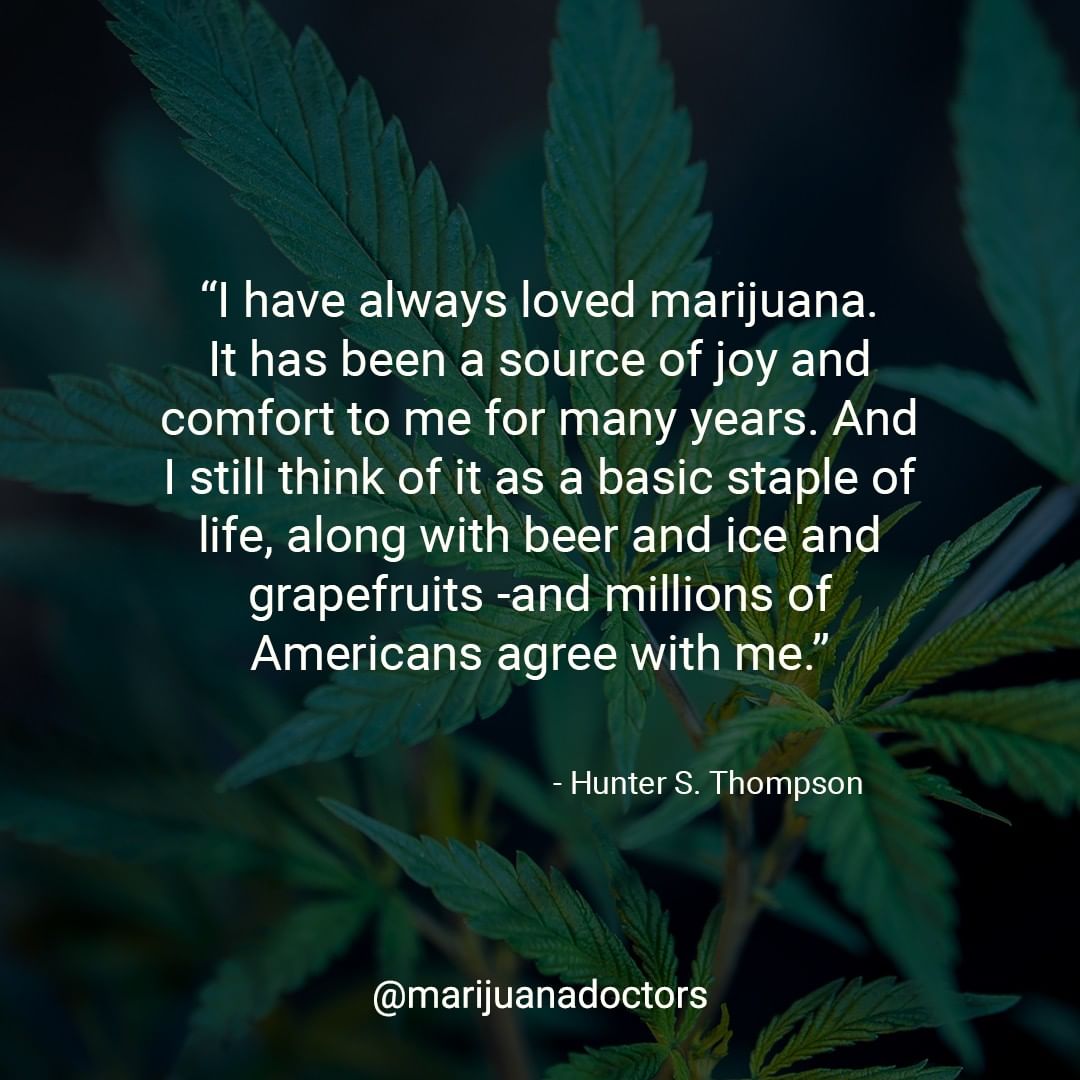 “I have always loved marijuana.
It has been a source of joy and
comfort to me for many years. And
I still think of it as a basic staple of
life, along with beer and ice and
grapefruits -and millions of
Americans agree with me.”
- Hunter S. Thompson
@marijuanadoctors